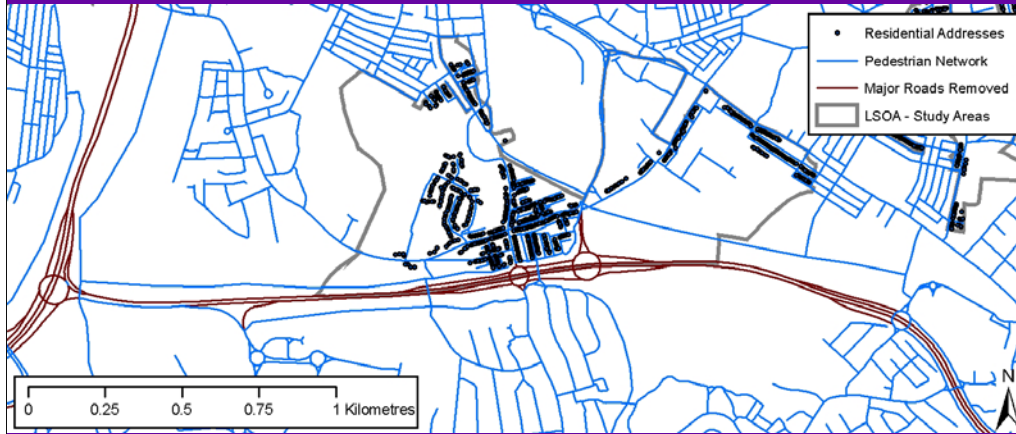 Residential Addresses
Pedestrian Network
Major Roads Removed
LSOA - Study Areas
0 0.25 0.5 0.75 1 Kilometres
N